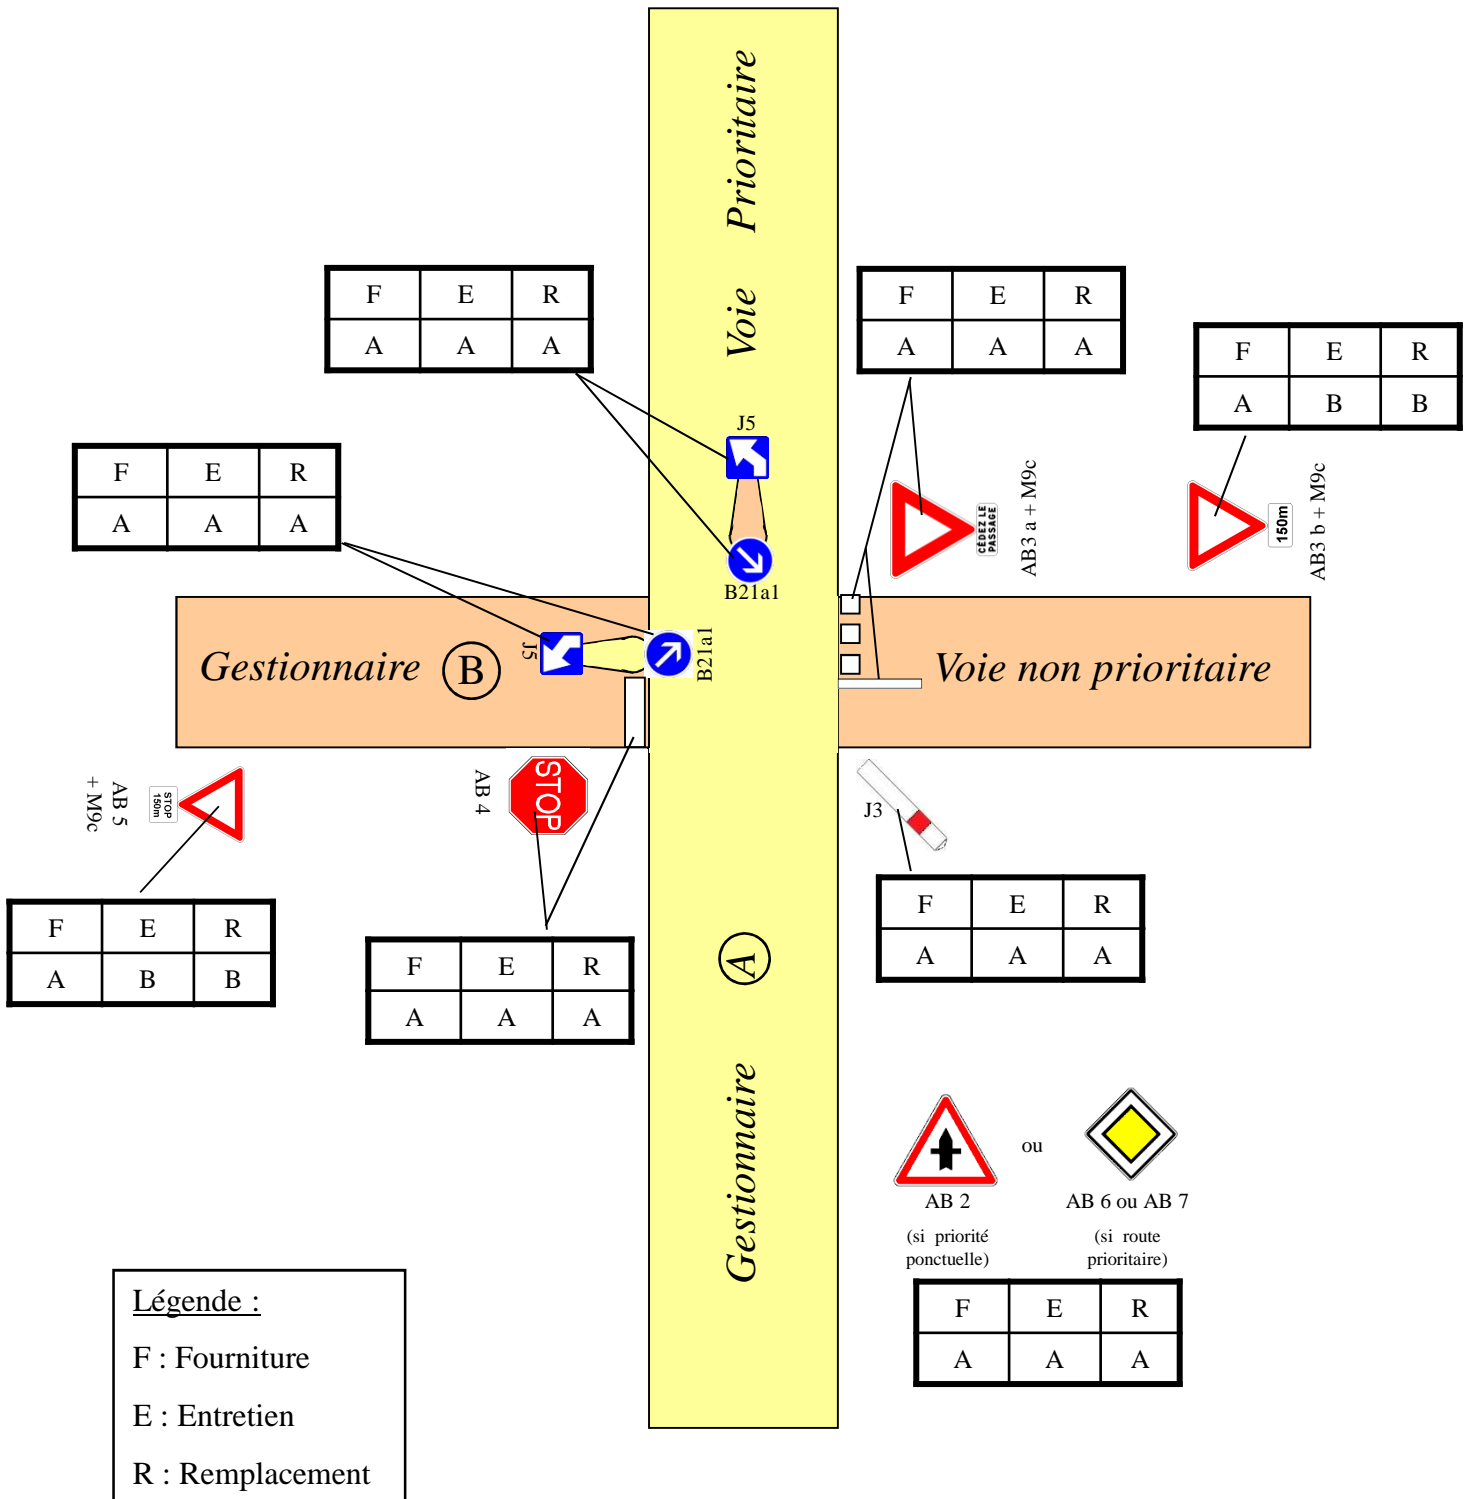 Voie Prioritaire
F E R
A A A
F E R
A A A
F E R
A B B
F E R
A A A
J5
B21a1
CÉDEZ LE
PASSAGE
AB3 a + M9c
150m
AB3 b + M9c
Gestionnaire B
J5
B21a1
Voie non prioritaire
AB 5
+ M9c
STOP
150m
AB 4
STOP
J3
F E R
A B B
F E R
A A A
F E R
A A A
Gestionnaire A
ou
AB 2
(si priorité
ponctuelle)
AB 6 ou AB 7
(si route
prioritaire)
F E R
A A A
Légende :
F : Fourniture
E : Entretien
R : Remplacement